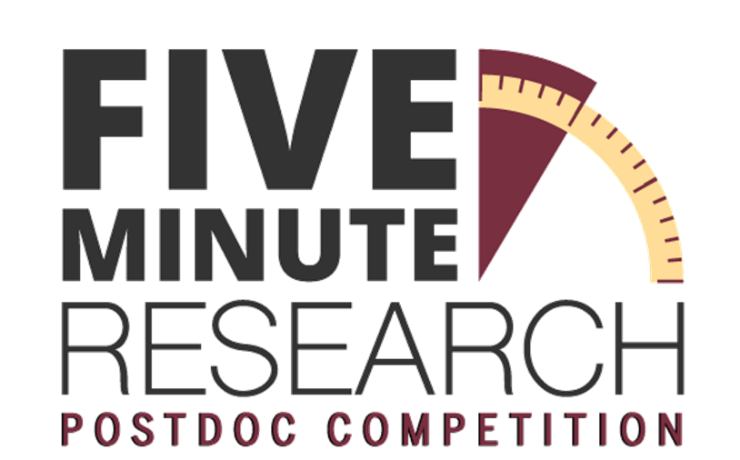 FIVE
MINUTE
RESEARCH
POSTDOC COMPETITION